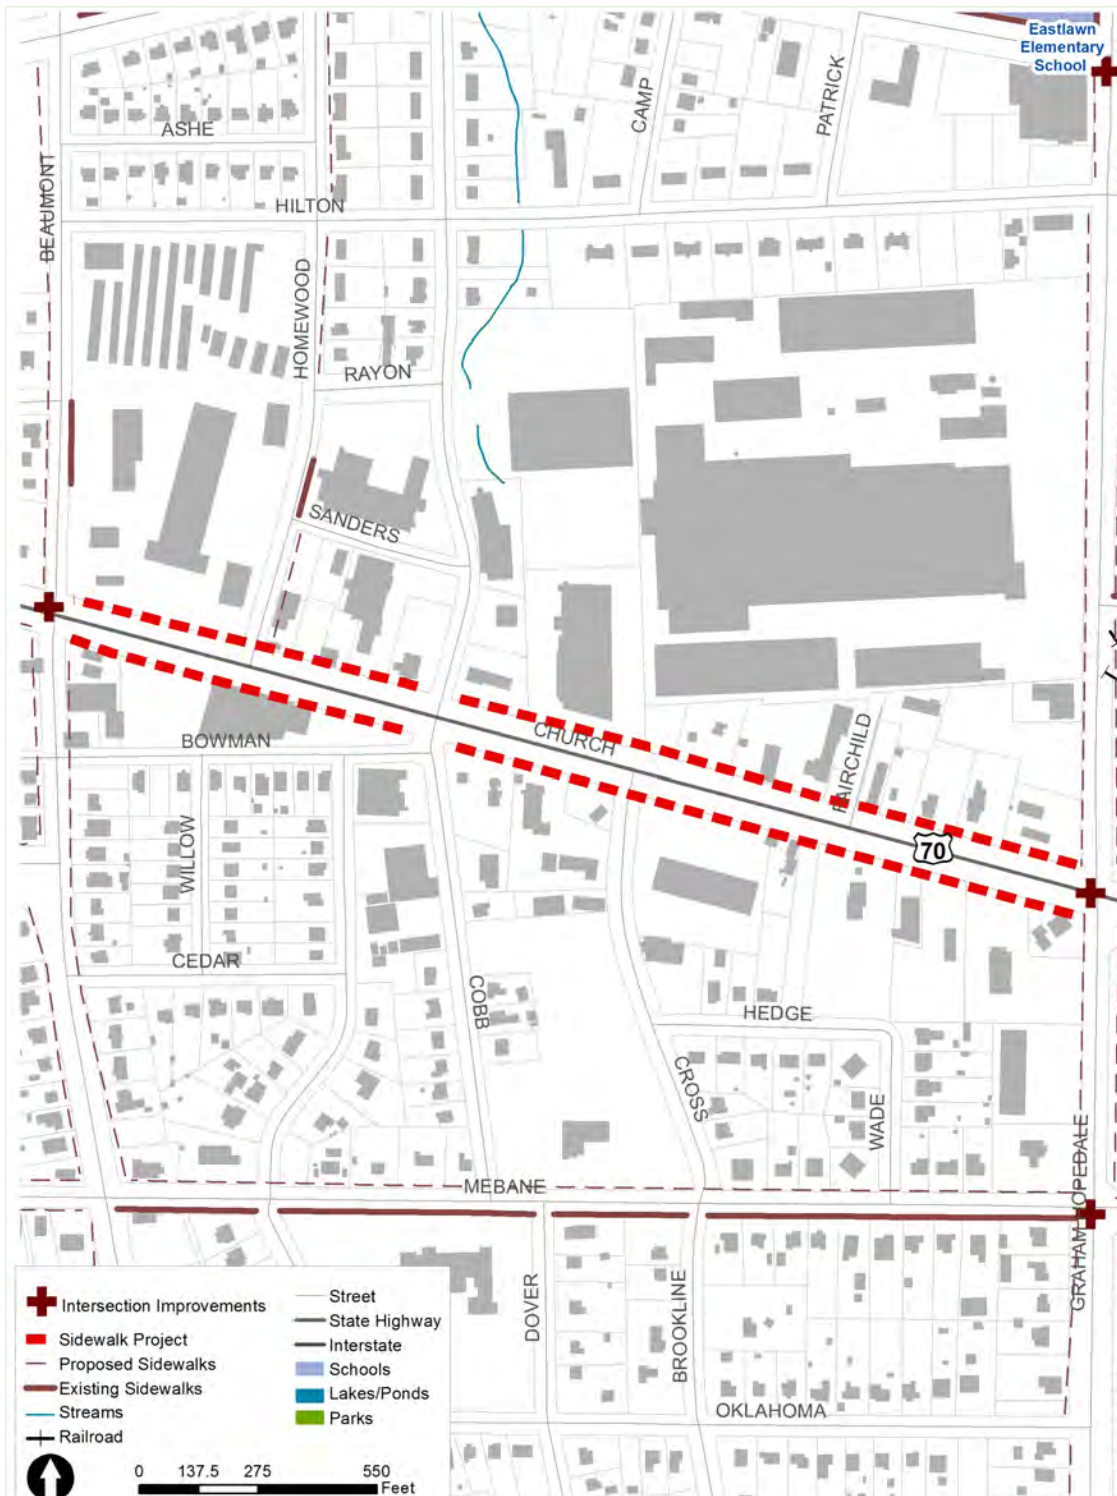 Eastlawn
Elementary
School
CAMP
PATRICK
ASHE
BEAUMONT
HILTON
HOMEWOOD
RAYON
SANDERS
CHURCH
BOWMAN
FAIRCHILD
70
WILLOW
CEDAR
COBB
HEDGE
CROSS
WADE
MEBANE
GRAHAM HOPEDALE
DOVER
BROOKLINE
OKLAHOMA
Intersection Improvements
Sidewalk Project
Proposed Sidewalks
Existing Sidewalks
Streams
Railroad
Street
State Highway
Interstate
Schools
Lakes/Ponds
Parks
0 137.5 275 550
Feet